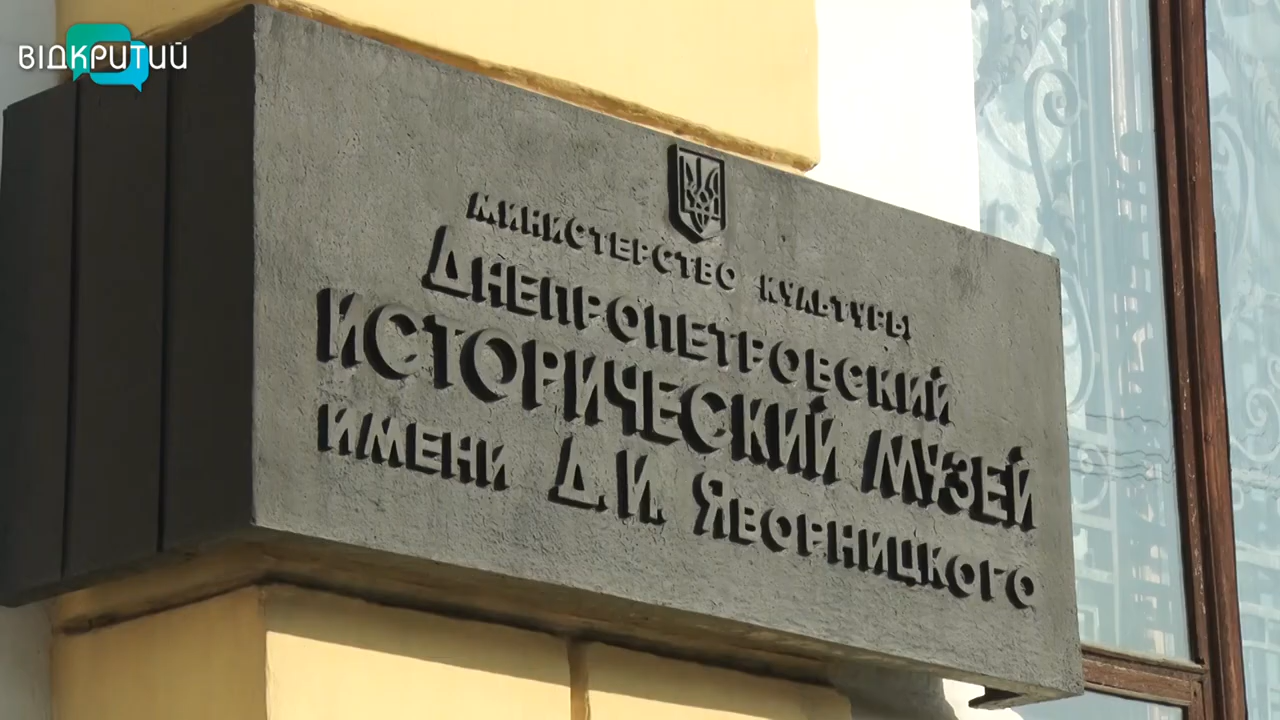 ВІДКРИТИЙ
МИНИСТЕРСТВО КУЛЬТУРЫ
ДНЕПРОПЕТРОВСКИЙ
ИСТОРИЧЕСКИЙ МУЗЕЙ
ИМЕНИ Д.И. ЯВОРНИЦКОГО